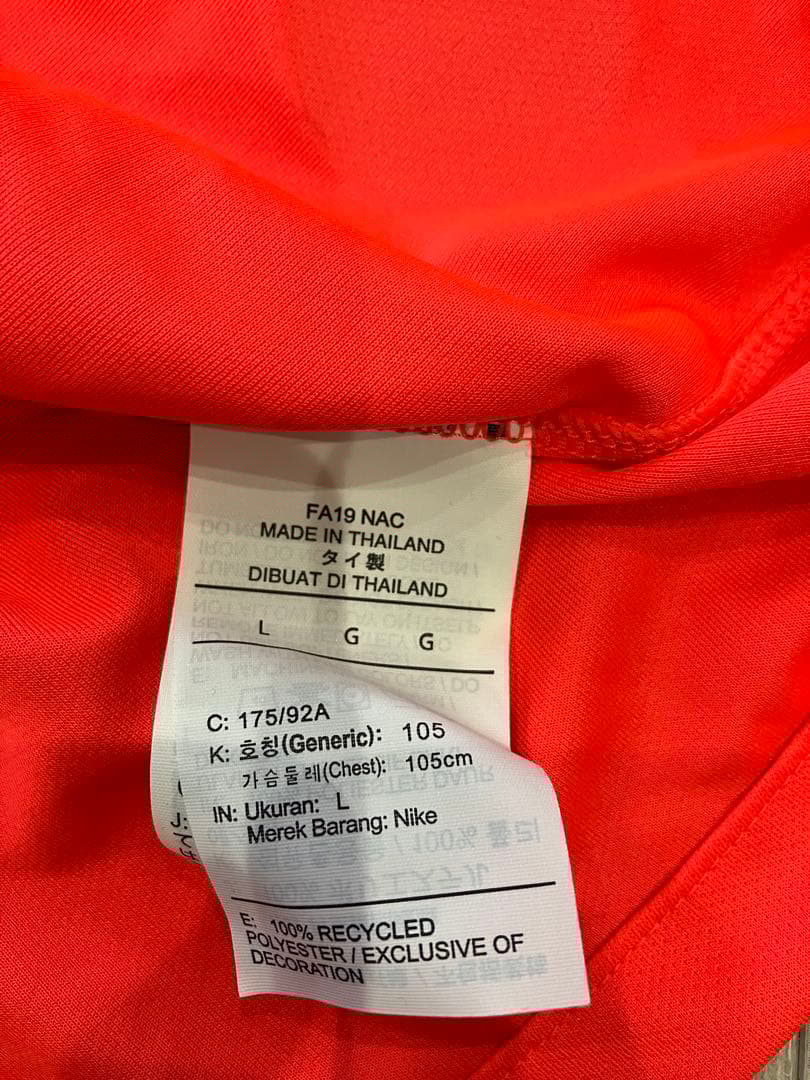 FA19 NAC
MADE IN THAILAND
タイ製
DIBUAT DI THAILAND
L G G
C: 175/92A
K: 호칭(Generic): 105
가슴둘레(Chest): 105cm
IN: Ukuran: L
Merek Barang: Nike
E: 100% RECYCLED
POLYESTER / EXCLUSIVE OF
DECORATION